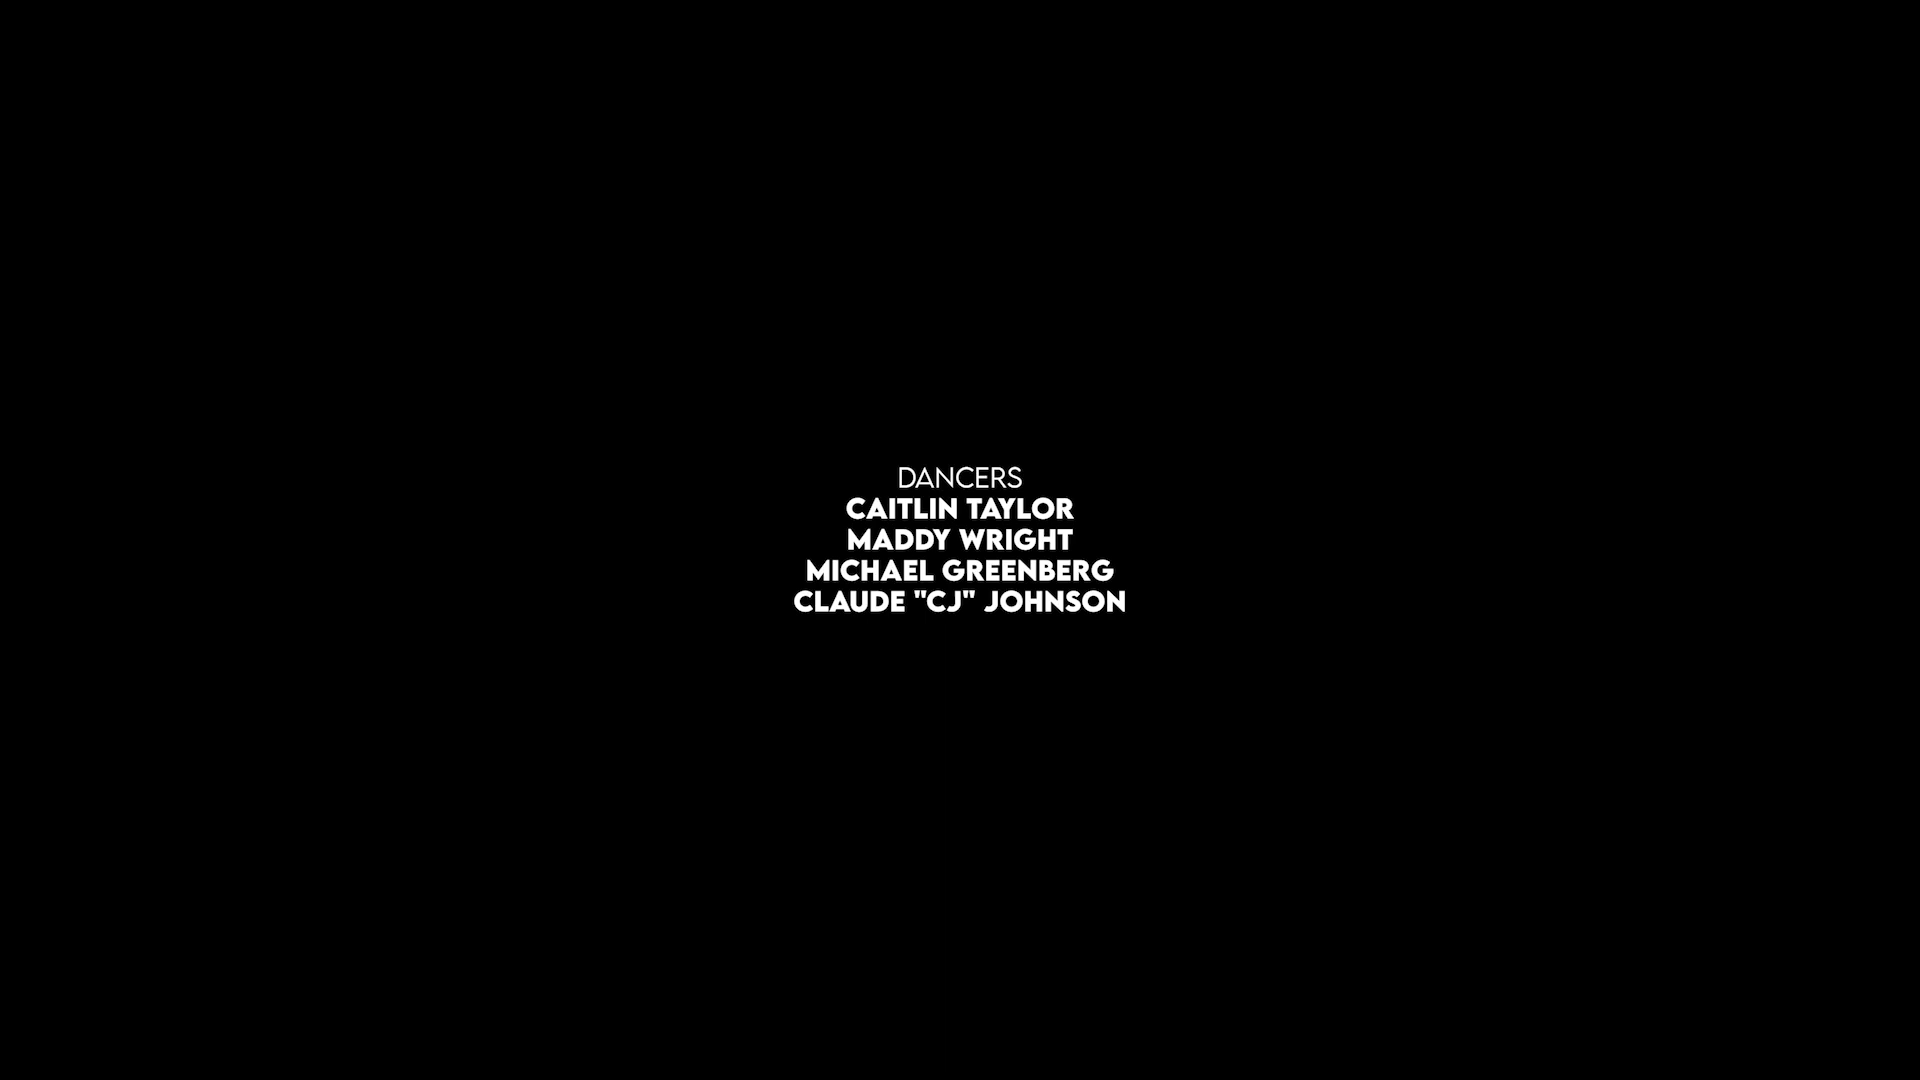 DANCERS
CAITLIN TAYLOR
MADDY WRIGHT
MICHAEL GREENBERG
CLAUDE "CJ" JOHNSON